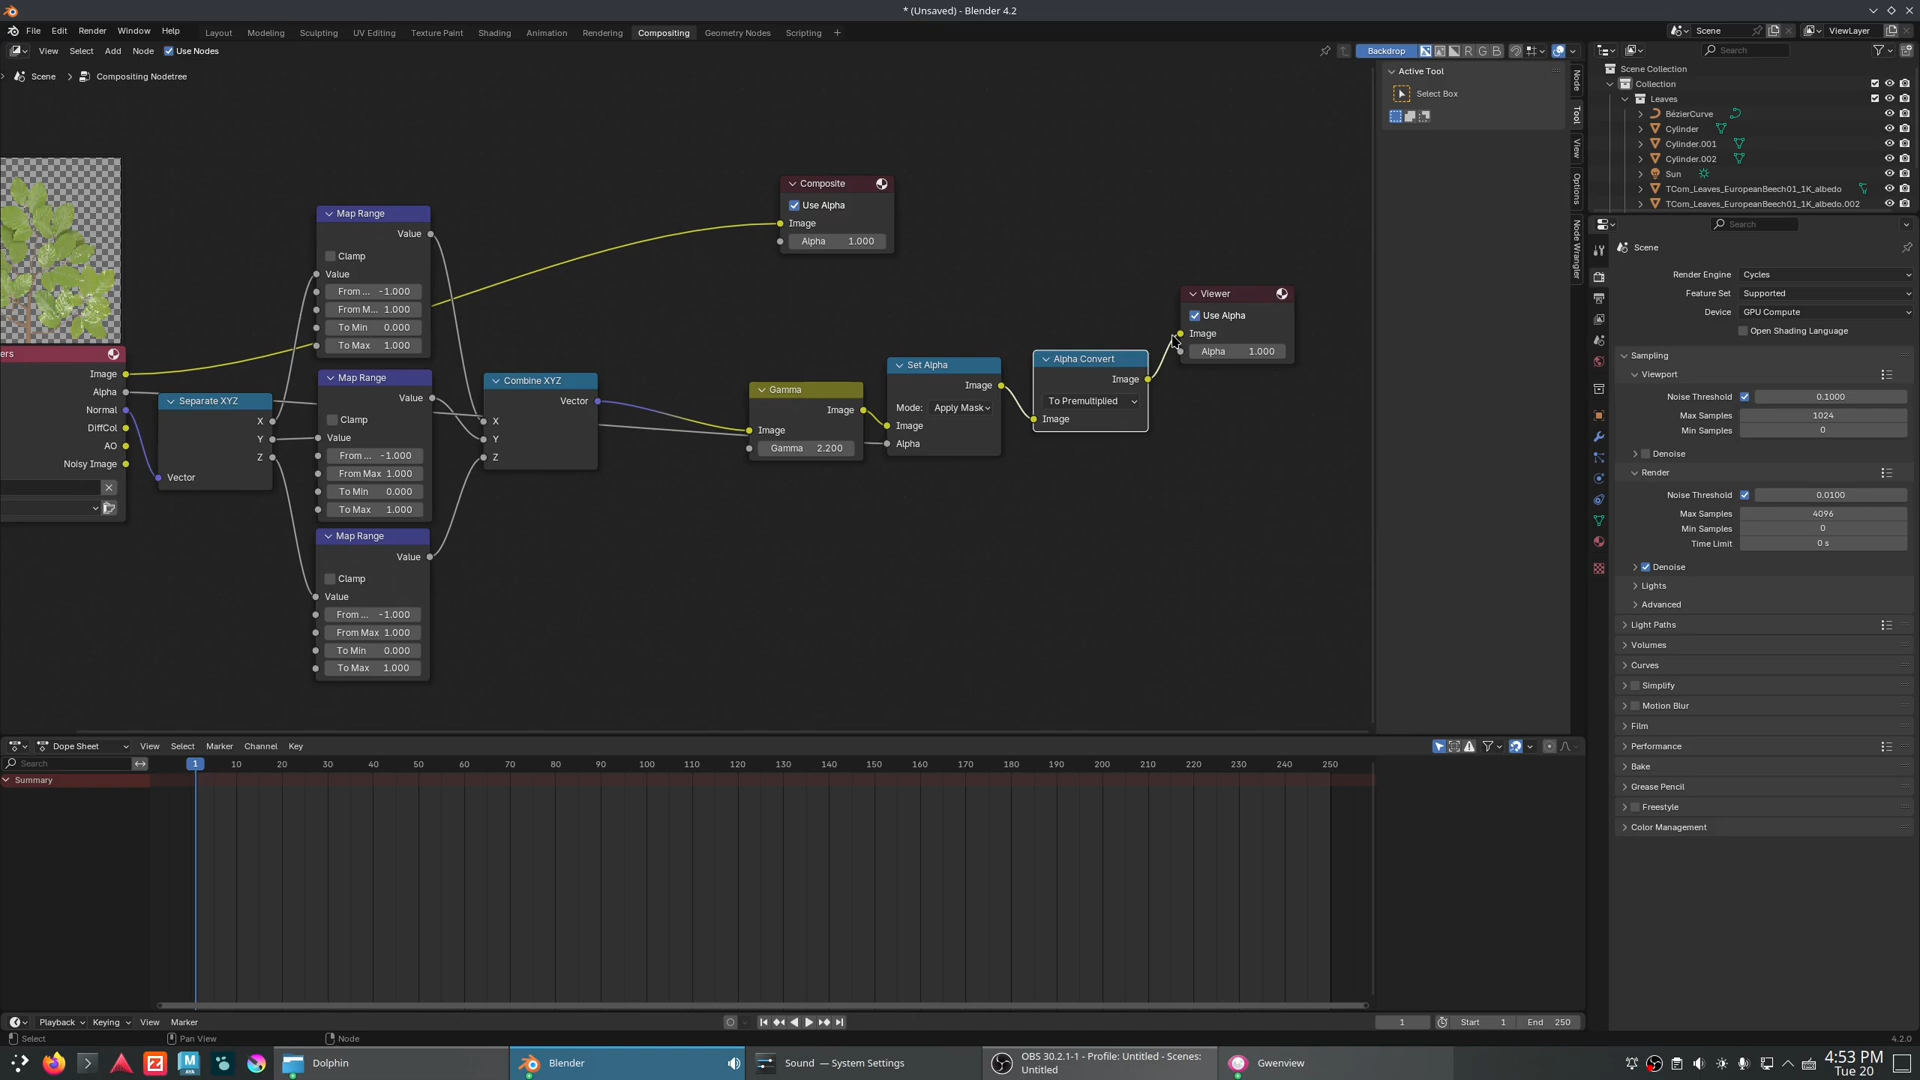 * (Unsaved) - Blender 4.2
File Edit Render Window Help Layout Modeling Sculpting UV Editing Texture Paint Shading Animation Rendering Compositing Geometry Nodes Scripting + Scene ViewLayer
View Select Add Node Use Nodes Backdrop R G B Search
Scene > Compositing Nodetree
Active Tool
Select Box
Node
Tool
View
Options
Node Wrangler
Scene Collection
Collection
Leaves
BézierCurve
Cylinder
Cylinder.001
Cylinder.002
Sun
TCom_Leaves_EuropeanBeech01_1K_albedo
TCom_Leaves_EuropeanBeech01_1K_albedo.002
Search
Scene
Render Engine Cycles
Feature Set Supported
Device GPU Compute
Open Shading Language
Sampling
Viewport
Noise Threshold 0.1000
Max Samples 1024
Min Samples 0
Denoise
Render
Noise Threshold 0.0100
Max Samples 4096
Min Samples 0
Time Limit 0 s
Denoise
Lights
Advanced
Light Paths
Volumes
Curves
Simplify
Motion Blur
Film
Performance
Bake
Grease Pencil
Freestyle
Color Management
ers
Image
Alpha
Normal
DiffCol
AO
Noisy Image
Separate XYZ
X
Y
Z
Vector
Map Range
Value
Clamp
Value
From ... -1.000
From M... 1.000
To Min 0.000
To Max 1.000
Map Range
Value
Clamp
Value
From ... -1.000
From Max 1.000
To Min 0.000
To Max 1.000
Map Range
Value
Clamp
Value
From ... -1.000
From Max 1.000
To Min 0.000
To Max 1.000
Combine XYZ
Vector
X
Y
Z
Composite
Use Alpha
Image
Alpha 1.000
Gamma
Image
Image
Gamma 2.200
Set Alpha
Image
Mode: Apply Mask
Image
Alpha
Alpha Convert
Image
To Premultiplied
Image
Viewer
Use Alpha
Image
Alpha 1.000
Dope Sheet View Select Marker Channel Key
Search 1 10 20 30 40 50 60 70 80 90 100 110 120 130 140 150 160 170 180 190 200 210 220 230 240 250
Summary
Playback Keying View Marker 1 Start 1 End 250
Select Pan View Node 4.2.0
Dolphin Blender Sound — System Settings OBS 30.2.1-1 - Profile: Untitled - Scenes: Untitled Gwenview 4:53 PM
Tue 20